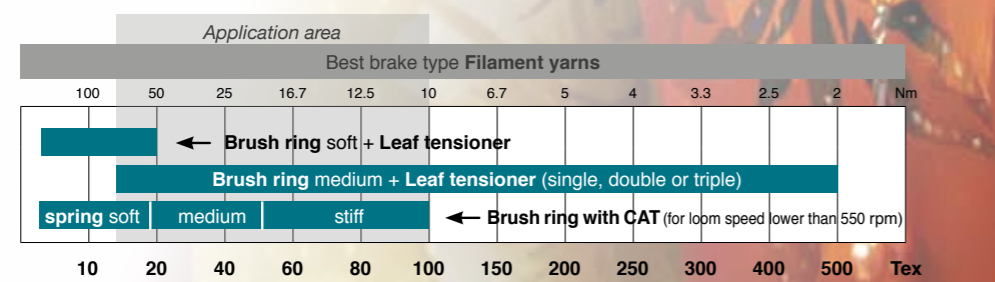 Application area
Best brake type Filament yarns
100 50 25 16.7 12.5 10 6.7 5 4 3.3 2.5 2 Nm
Brush ring soft + Leaf tensioner
Brush ring medium + Leaf tensioner (single, double or triple)
spring soft medium stiff Brush ring with CAT (for loom speed lower than 550 rpm)
10 20 40 60 80 100 150 200 250 300 400 500 Tex